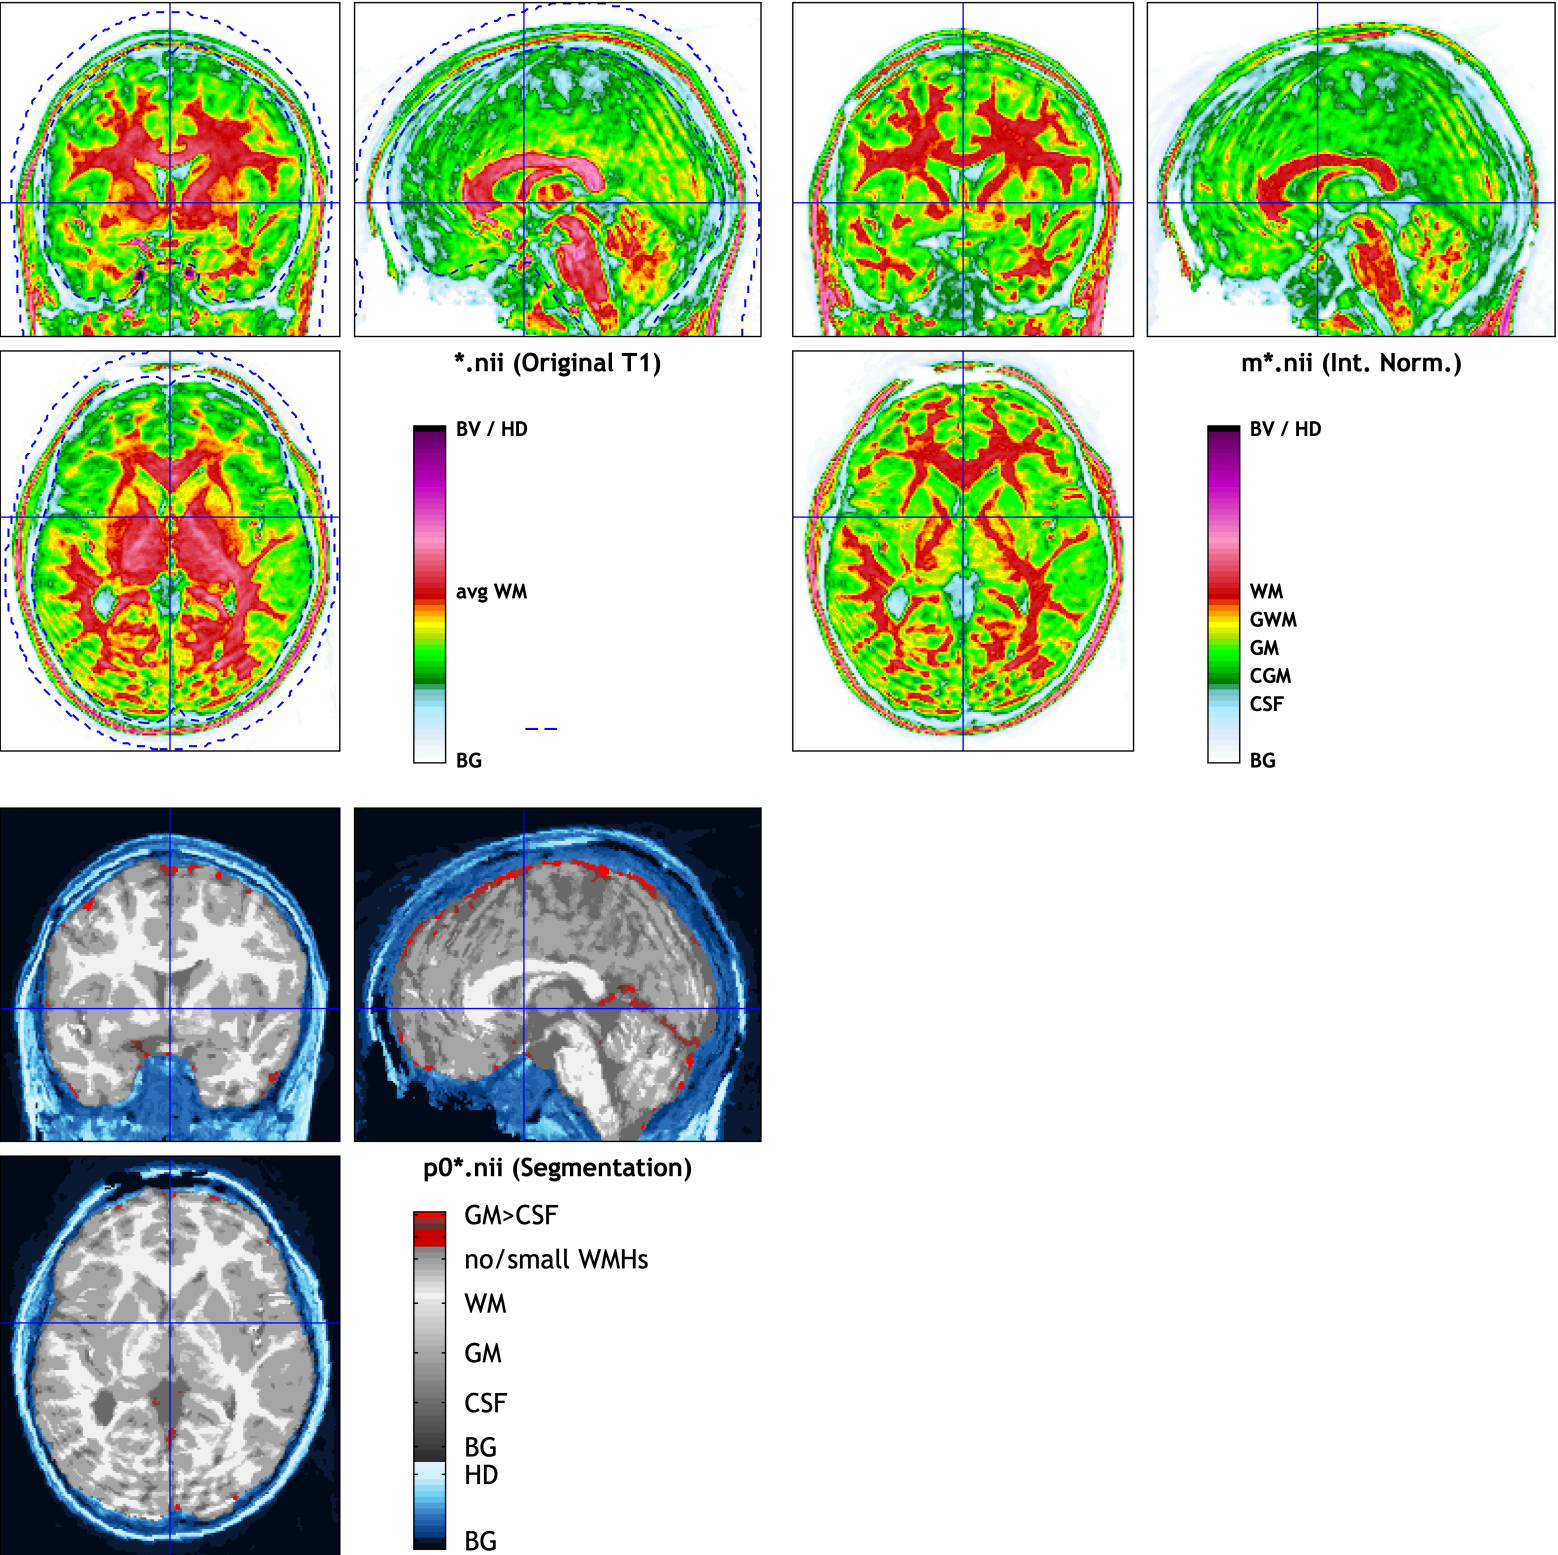 *.nii (Original T1)
BV / HD
avg WM
BG
m*.nii (Int. Norm.)
BV / HD
WM
GWM
GM
CGM
CSF
BG
p0*.nii (Segmentation)
GM>CSF
no/small WMHs
WM
GM
CSF
BG
HD
BG